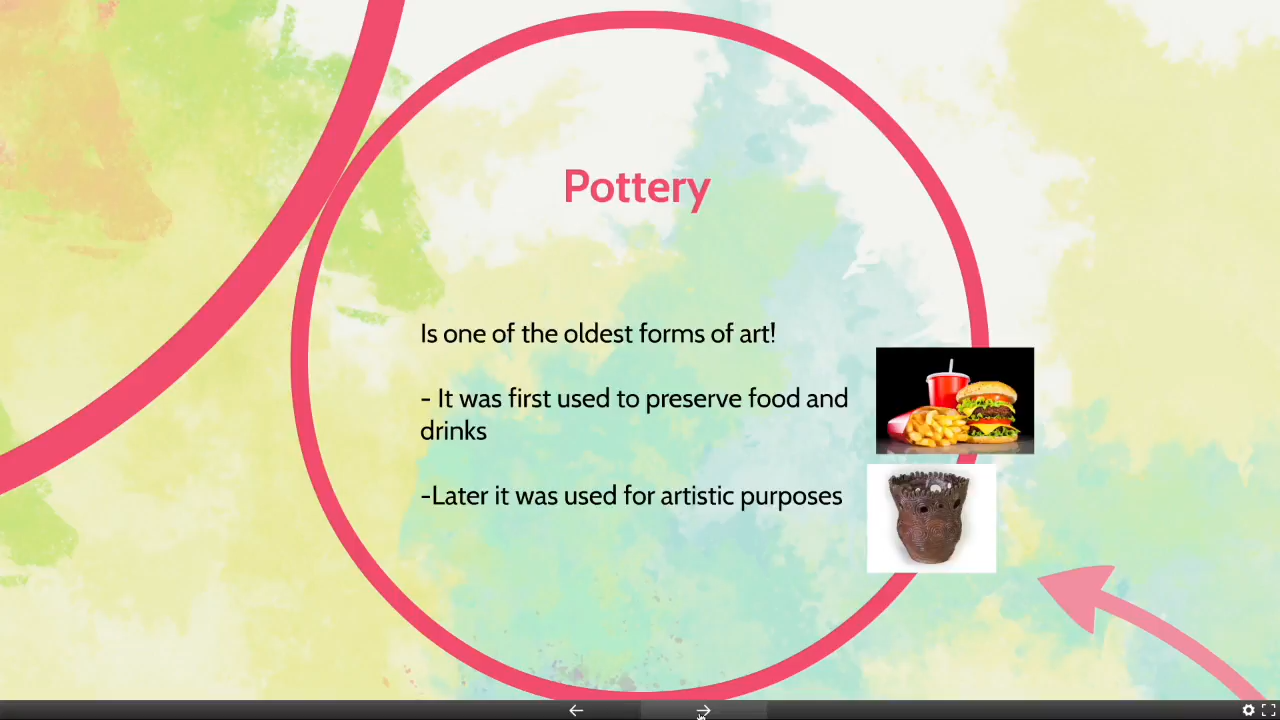 Pottery
Is one of the oldest forms of art!
- It was first used to preserve food and
drinks
-Later it was used for artistic purposes